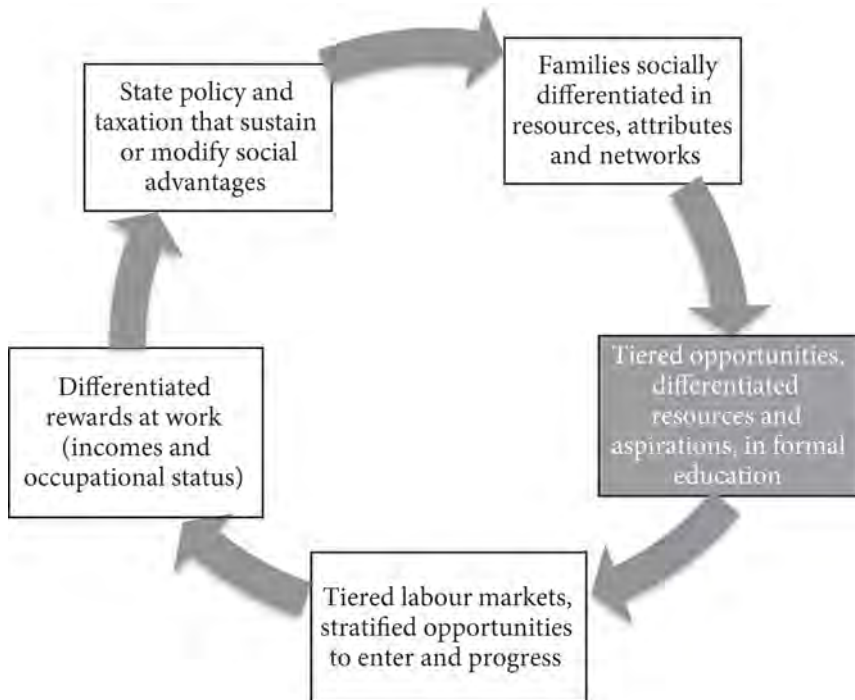 State policy and
taxation that sustain
or modify social
advantages
Families socially
differentiated in
resources, attributes
and networks
Tiered opportunities,
differentiated
resources and
aspirations, in formal
education
Tiered labour markets,
stratified opportunities
to enter and progress
Differentiated
rewards at work
(incomes and
occupational status)